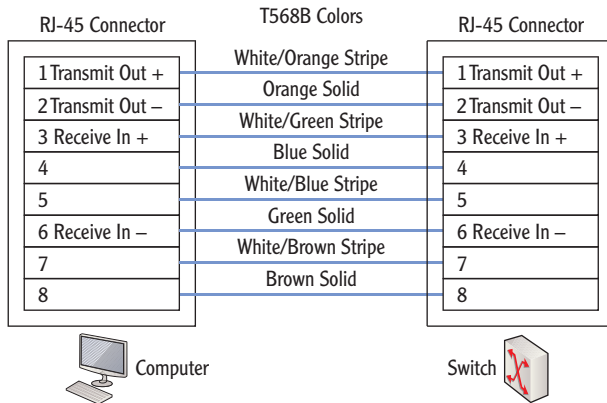 T568B Colors
RJ-45 Connector
RJ-45 Connector
White/Orange Stripe
1 Transmit Out +
1 Transmit Out +
Orange Solid
2 Transmit Out –
2 Transmit Out –
White/Green Stripe
3 Receive In +
3 Receive In +
Blue Solid
4
4
White/Blue Stripe
5
5
Green Solid
6 Receive In –
6 Receive In –
White/Brown Stripe
7
7
Brown Solid
8
8
Computer
Switch